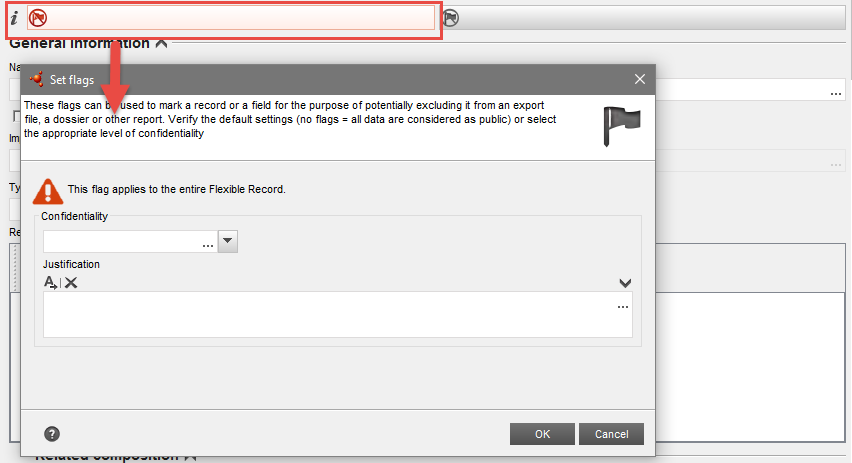 i
General information
Na
Set flags
These flags can be used to mark a record or a field for the purpose of potentially excluding it from an export
file, a dossier or other report. Verify the default settings (no flags = all data are considered as public) or select
the appropriate level of confidentiality
...
Im
...
Ty
This flag applies to the entire Flexible Record.
Re
Confidentiality
...
Justification
A
...
?
OK
Cancel
Related composition